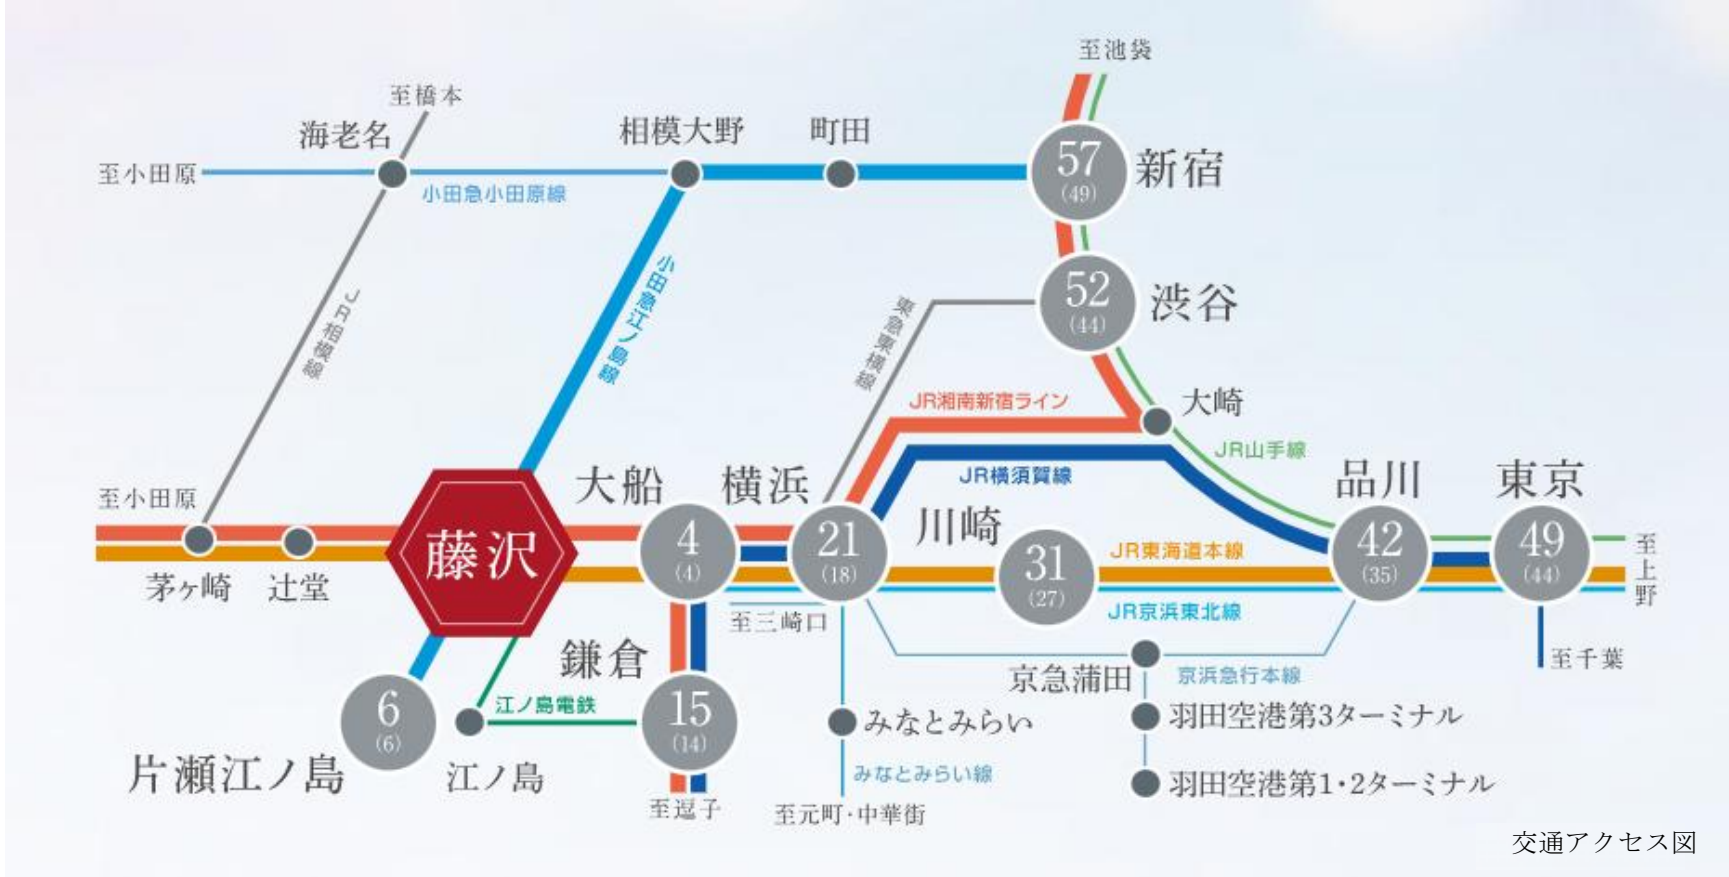 至池袋
至橋本
海老名
相模大野
町田
57
(49)
新宿
至小田原
小田急小田原線
小田急江ノ島線
JR相模線
東急東横線
52
(44)
渋谷
JR湘南新宿ライン
大崎
JR山手線
JR横須賀線
至小田原
大船
横浜
川崎
品川
東京
藤沢
4
(4)
21
(18)
31
(27)
JR東海道本線
42
(35)
49
(44)
至上野
茅ヶ崎
辻堂
JR京浜東北線
至三崎口
鎌倉
京急蒲田
京浜急行本線
至千葉
6
(6)
江ノ島電鉄
15
(14)
みなとみらい
羽田空港第3ターミナル
片瀬江ノ島
江ノ島
みなとみらい線
羽田空港第1・2ターミナル
至逗子
至元町・中華街
交通アクセス図